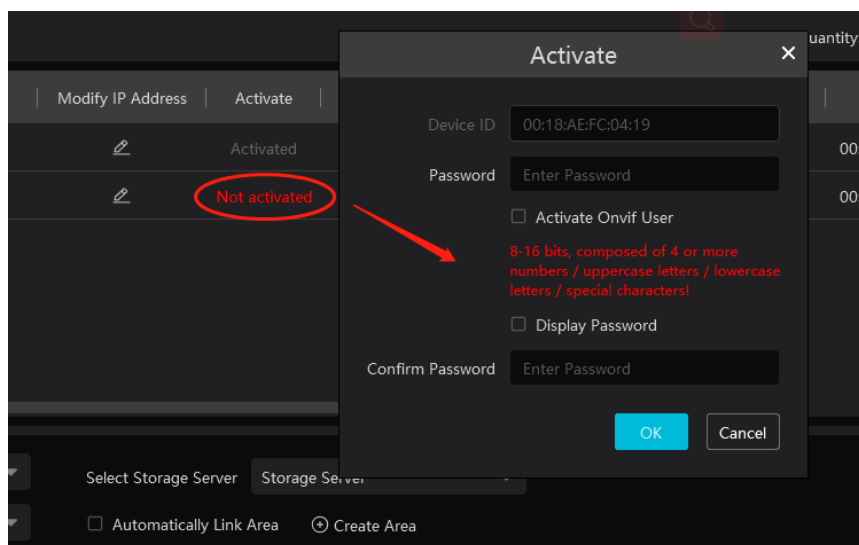 uantity
Activate
Modify IP Address Activate
Device ID 00:18:AE:FC:04:19
Activated 00
Password Enter Password
Not activated 00
Activate Onvif User
8-16 bits, composed of 4 or more
numbers / uppercase letters / lowercase
letters / special characters!
Display Password
Confirm Password Enter Password
OK Cancel
Select Storage Server Storage Server
Automatically Link Area Create Area